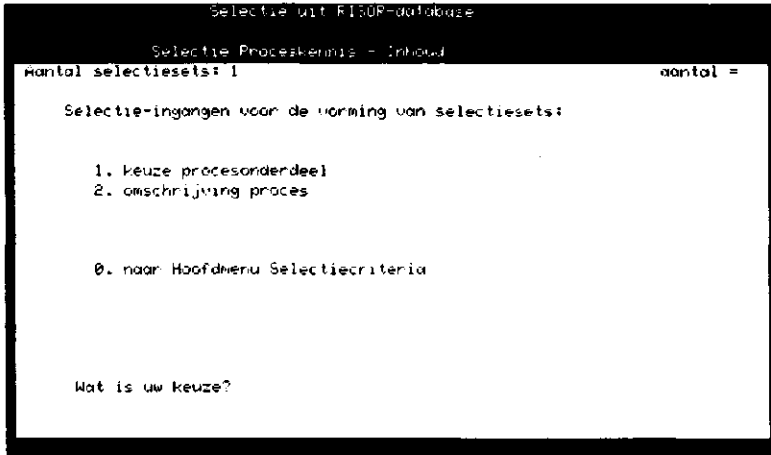 Selectie uit RISOR-database
Selectie Proceskennis - Inhoud
Aantal selectiesets: 1 aantal =
Selectie-ingangen voor de vorming van selectiesets:
1. keuze procesonderdeel
2. omschrijving proces
0. naar Hoofdmenu Selectiecriteria
Wat is uw keuze?